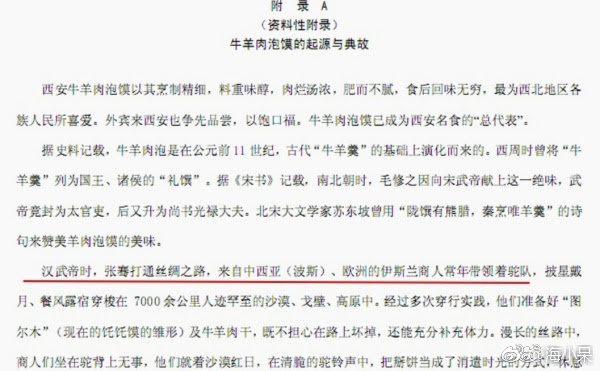 附 录 A
（资料性附录）
牛羊肉泡馍的起源与典故
西安牛羊肉泡馍以其烹制精细，料重味醇，肉烂汤浓，肥而不腻，食后回味无穷，最为西北地区各
族人民所喜爱。外宾来西安也争先品尝，以饱口福。牛羊肉泡馍已成为西安名食的“总代表”。
据史料记载，牛羊肉泡是在公元前 11 世纪，古代“牛羊羹”的基础上演化而来的。西周时曾将“牛
羊羹”列为国王、诸侯的“礼馔”。据《宋书》记载，南北朝时，毛修之因向宋武帝献上这一绝味，武
帝竟封为太官吏，后又升为尚书光禄大夫。北宋大文学家苏东坡曾用“陇馔有熊腊，秦烹唯羊羹”的诗
句来赞美羊肉泡馍的美味。
汉武帝时，张骞打通丝绸之路，来自中西亚（波斯）、欧洲的伊斯兰商人常年带领着驼队，披星戴
月、餐风露宿穿梭在 7000 余公里人迹罕至的沙漠、戈壁、高原中。经过多次穿行实践，他们准备好“图
尔木”（现在的饦饦馍的雏形）及牛羊肉干，既不担心在路上坏掉，还能充分补充体力。漫长的丝路中，
商人们坐在驼背上无事，他们就着沙漠红日，在清脆的驼铃声中，把掰饼当成了消遣时光的方式。休息